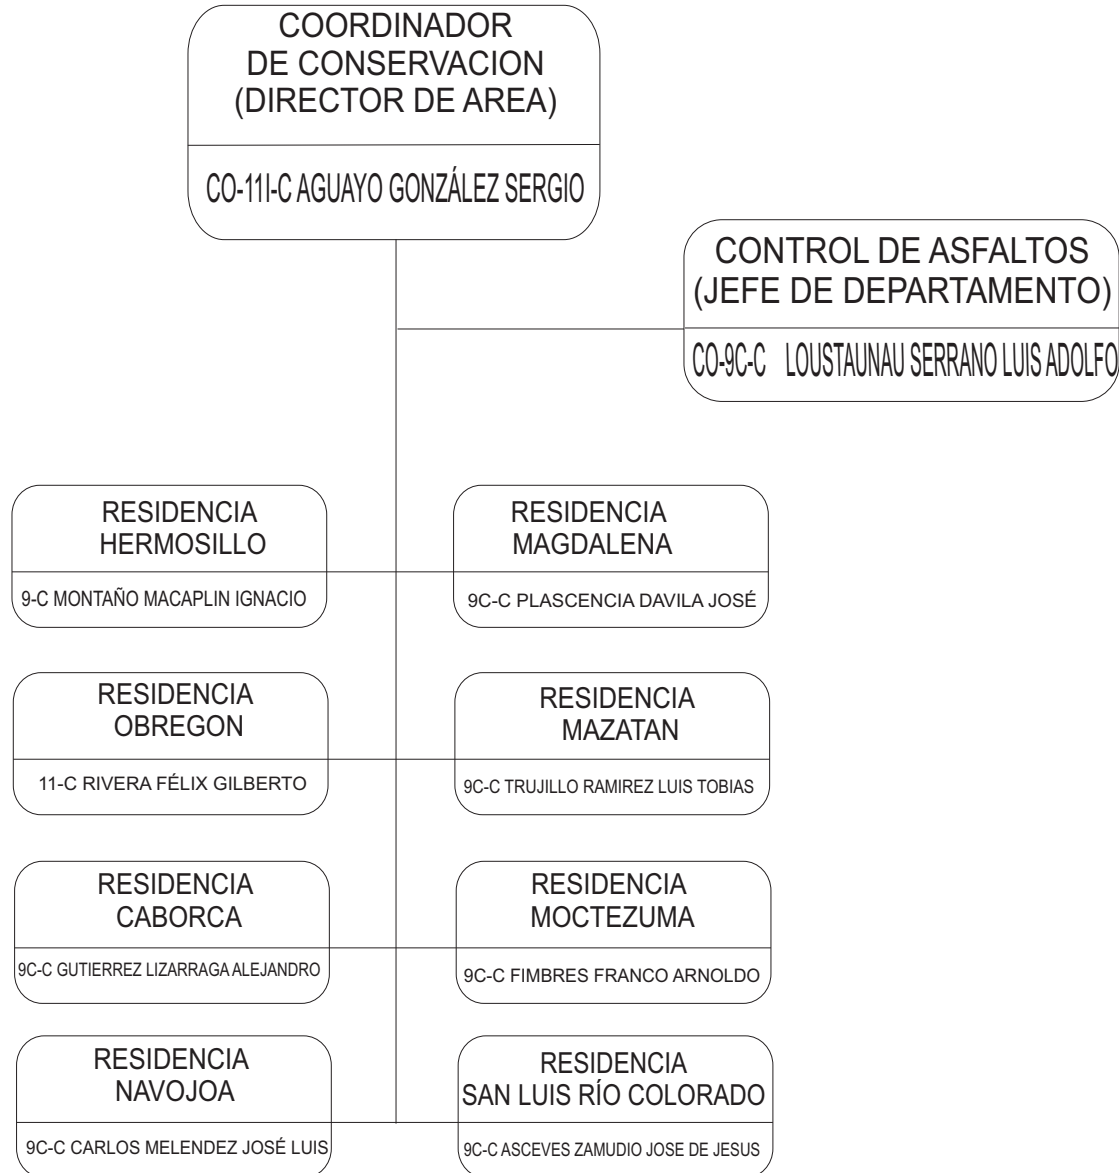 COORDINADOR
DE CONSERVACION
(DIRECTOR DE AREA)
CO-11I-C AGUAYO GONZÁLEZ SERGIO
CONTROL DE ASFALTOS
(JEFE DE DEPARTAMENTO)
CO-9C-C LOUSTAUNAU SERRANO LUIS ADOLFO
RESIDENCIA
HERMOSILLO
9-C MONTAÑO MACAPLIN IGNACIO
RESIDENCIA
MAGDALENA
9C-C PLASCENCIA DAVILA JOSÉ
RESIDENCIA
OBREGON
11-C RIVERA FÉLIX GILBERTO
RESIDENCIA
MAZATAN
9C-C TRUJILLO RAMIREZ LUIS TOBIAS
RESIDENCIA
CABORCA
9C-C GUTIERREZ LIZARRAGA ALEJANDRO
RESIDENCIA
MOCTEZUMA
9C-C FIMBRES FRANCO ARNOLDO
RESIDENCIA
NAVOJOA
9C-C CARLOS MELENDEZ JOSÉ LUIS
RESIDENCIA
SAN LUIS RÍO COLORADO
9C-C ASCEVES ZAMUDIO JOSE DE JESUS